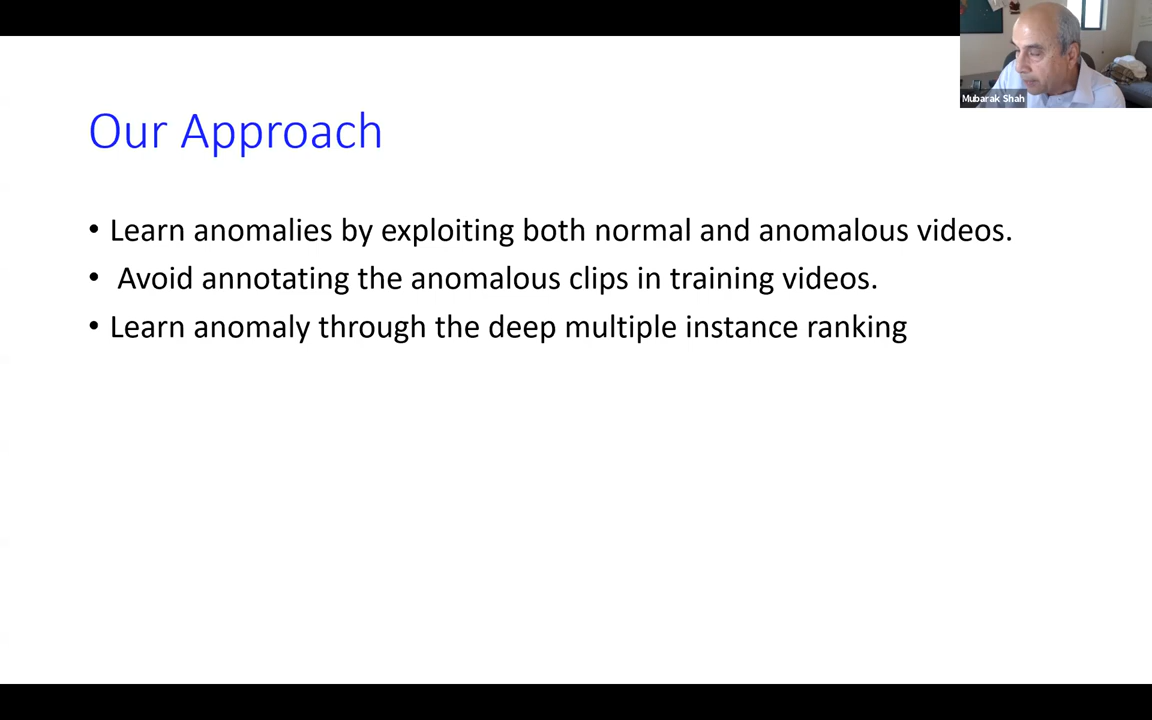 Mubarak Shah
Our Approach
• Learn anomalies by exploiting both normal and anomalous videos.
• Avoid annotating the anomalous clips in training videos.
• Learn anomaly through the deep multiple instance ranking